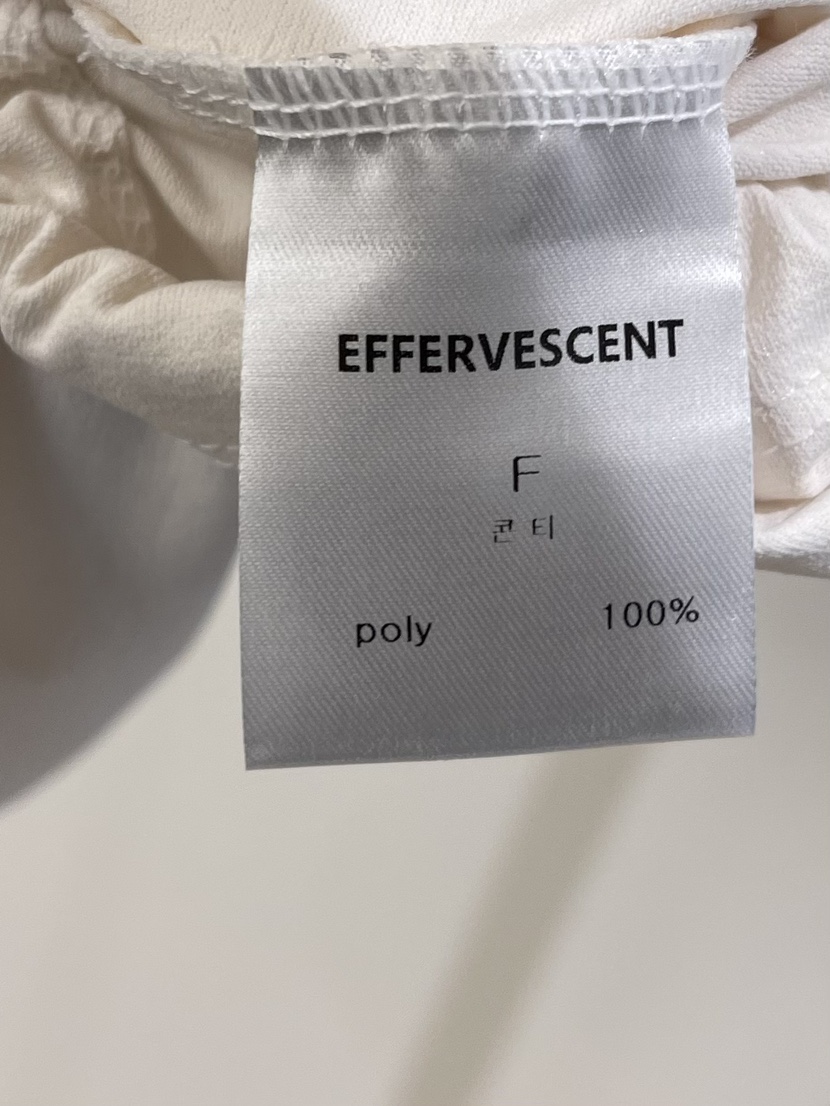 EFFERVESCENT
F
콘 티
poly 100%